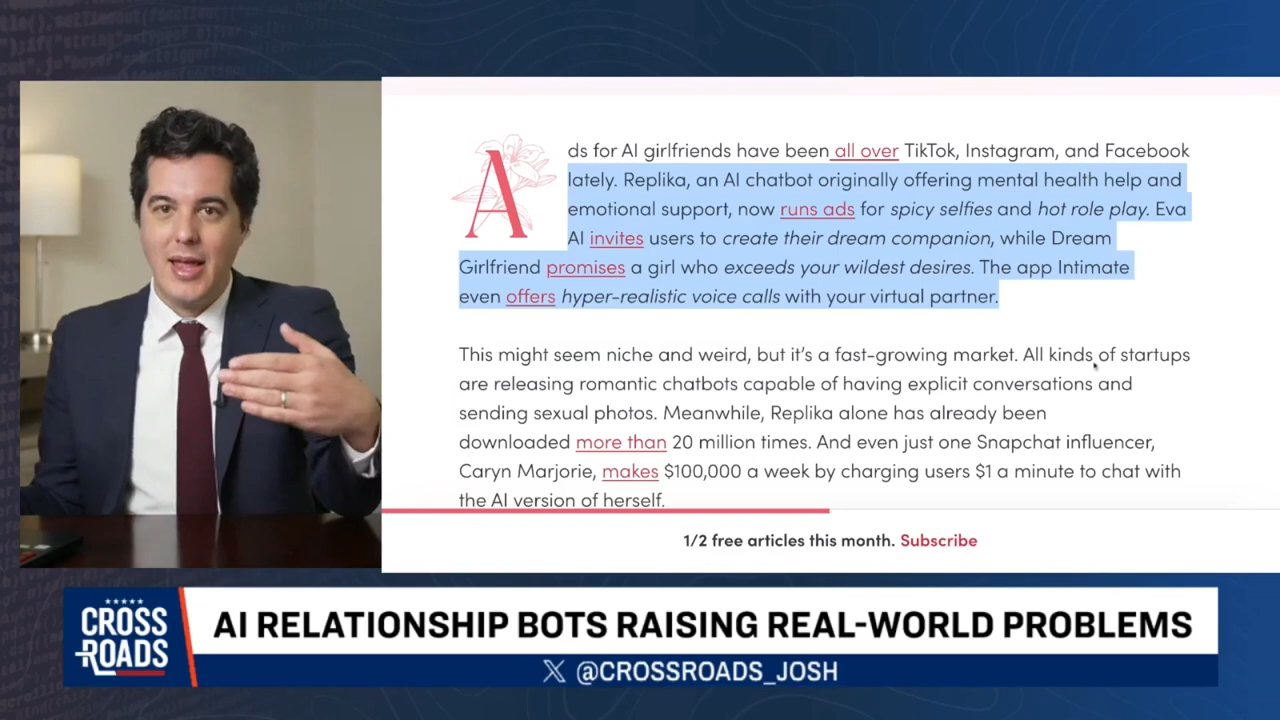 Ads for AI girlfriends have been all over TikTok, Instagram, and Facebook
lately. Replika, an AI chatbot originally offering mental health help and
emotional support, now runs ads for spicy selfies and hot role play. Eva
AI invites users to create their dream companion, while Dream
Girlfriend promises a girl who exceeds your wildest desires. The app Intimate
even offers hyper-realistic voice calls with your virtual partner.
This might seem niche and weird, but it’s a fast-growing market. All kinds of startups
are releasing romantic chatbots capable of having explicit conversations and
sending sexual photos. Meanwhile, Replika alone has already been
downloaded more than 20 million times. And even just one Snapchat influencer,
Caryn Marjorie, makes $100,000 a week by charging users $1 a minute to chat with
the AI version of herself.
1/2 free articles this month. Subscribe
CROSS
ROADS
AI RELATIONSHIP BOTS RAISING REAL-WORLD PROBLEMS
X @CROSSROADS_JOSH